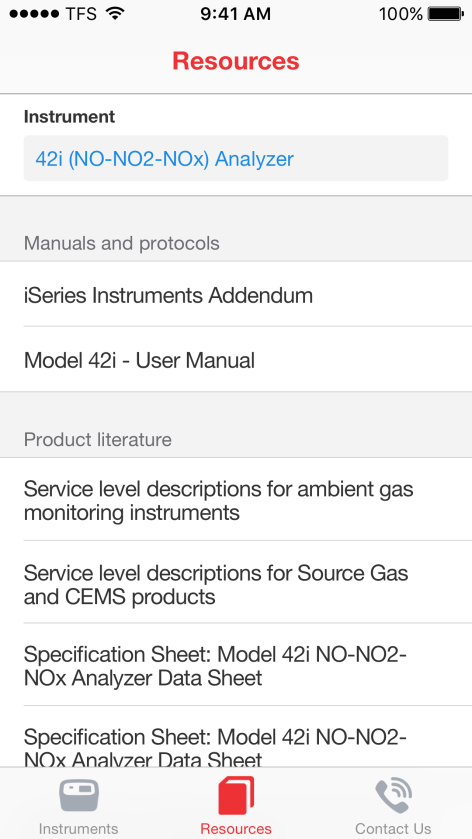 TFS 9:41 AM 100%
Resources
Instrument
42i (NO-NO2-NOx) Analyzer
Manuals and protocols
iSeries Instruments Addendum
Model 42i - User Manual
Product literature
Service level descriptions for ambient gas
monitoring instruments
Service level descriptions for Source Gas
and CEMS products
Specification Sheet: Model 42i NO-NO2-
NOx Analyzer Data Sheet
Specification Sheet: Model 42i NO-NO2-
NOx Analyzer Data Sheet
Instruments Resources Contact Us